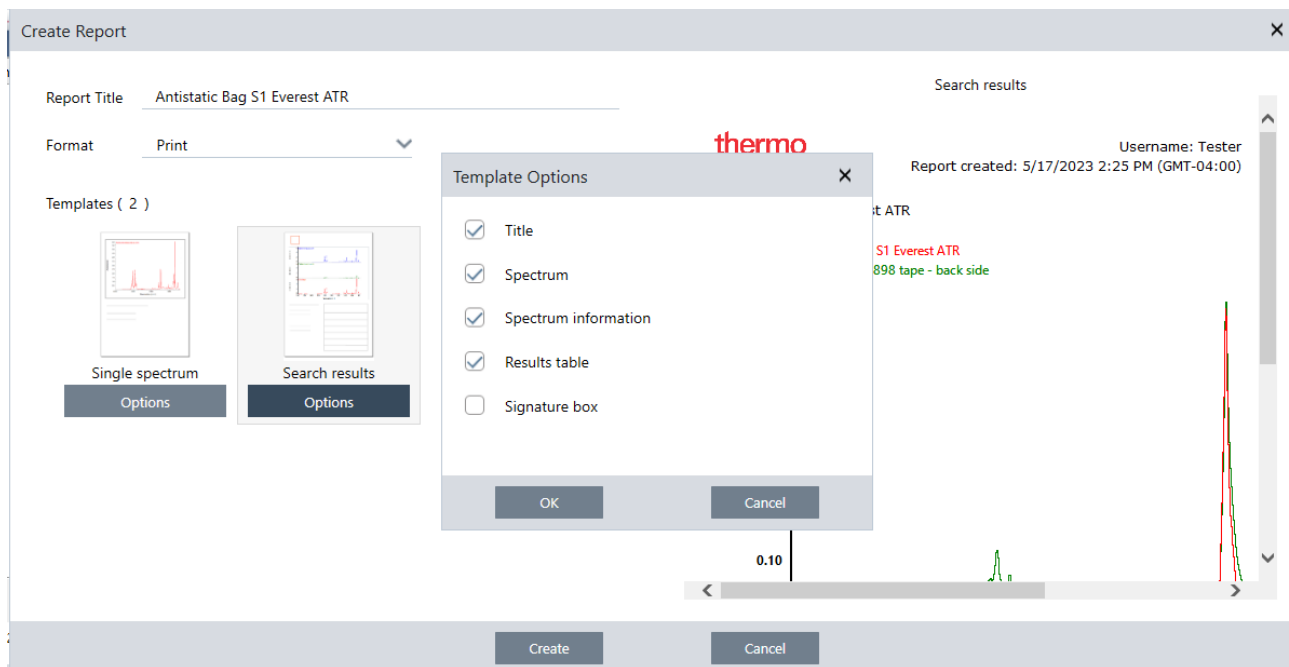 Create Report
Report Title Antistatic Bag S1 Everest ATR
Format Print
Templates ( 2 )
Single spectrum
Options
Search results
Options
Search results
thermo
Username: Tester
Report created: 5/17/2023 2:25 PM (GMT-04:00)
ATR
S1 Everest ATR
898 tape - back side
0.10
Template Options
Title
Spectrum
Spectrum information
Results table
Signature box
OK Cancel
Create Cancel